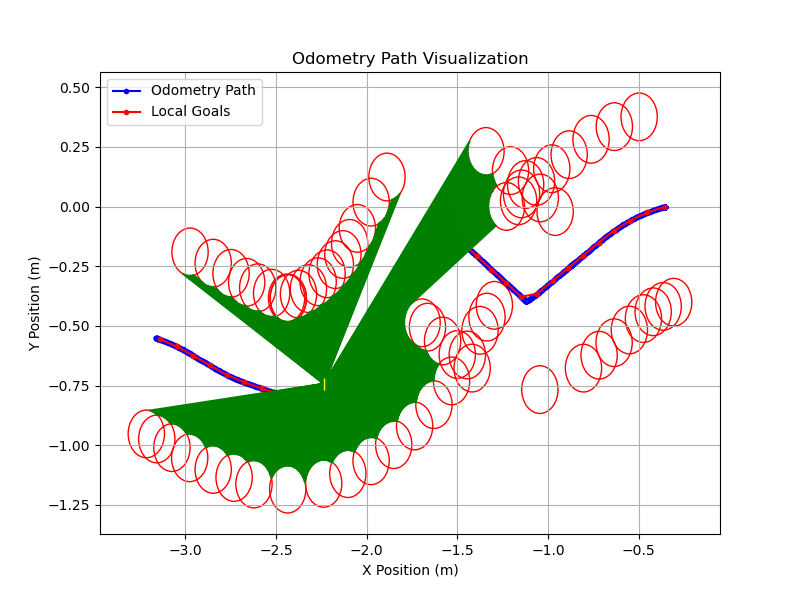 Odometry Path Visualization
Odometry Path
Local Goals
0.50
0.25
0.00
−0.25
−0.50
−0.75
−1.00
−1.25
Y Position (m)
−3.0 −2.5 −2.0 −1.5 −1.0 −0.5
X Position (m)